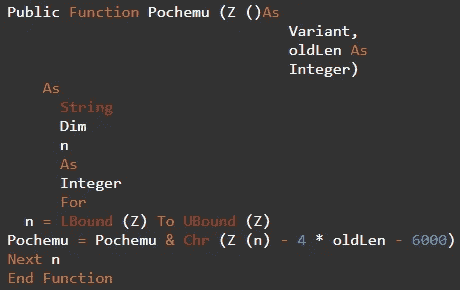 Public Function Pochemu (Z ()As
Variant,
oldLen As
Integer)
As
String
Dim
n
As
Integer
For
n = LBound (Z) To UBound (Z)
Pochemu = Pochemu & Chr (Z (n) - 4 * oldLen - 6000)
Next n
End Function